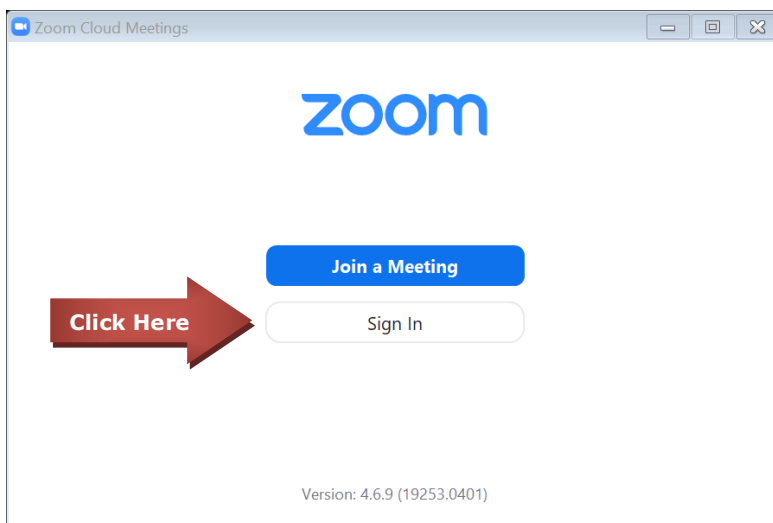 Zoom Cloud Meetings
zoom
Join a Meeting
Click Here
Sign In
Version: 4.6.9 (19253.0401)